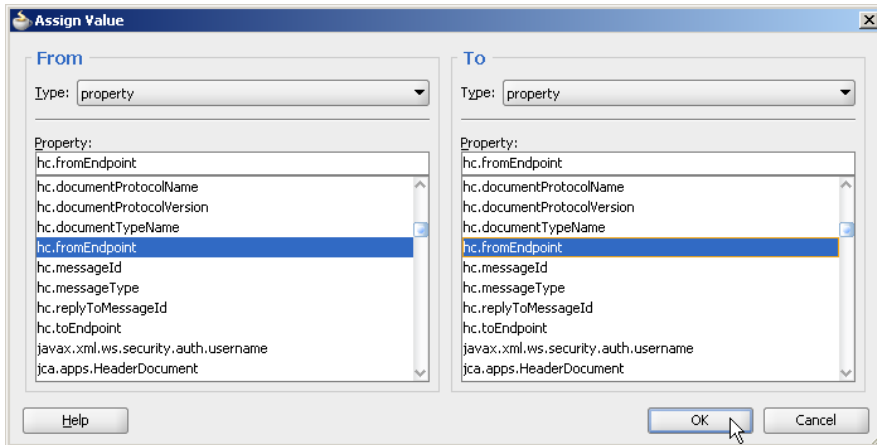 Assign Value
From
Type: property
Property:
hc.fromEndpoint
hc.documentProtocolName
hc.documentProtocolVersion
hc.documentTypeName
hc.fromEndpoint
hc.messageId
hc.messageType
hc.replyToMessageId
hc.toEndpoint
javax.xml.ws.security.auth.username
jca.apps.HeaderDocument
To
Type: property
Property:
hc.fromEndpoint
hc.documentProtocolName
hc.documentProtocolVersion
hc.documentTypeName
hc.fromEndpoint
hc.messageId
hc.messageType
hc.replyToMessageId
hc.toEndpoint
javax.xml.ws.security.auth.username
jca.apps.HeaderDocument
Help
OK
Cancel